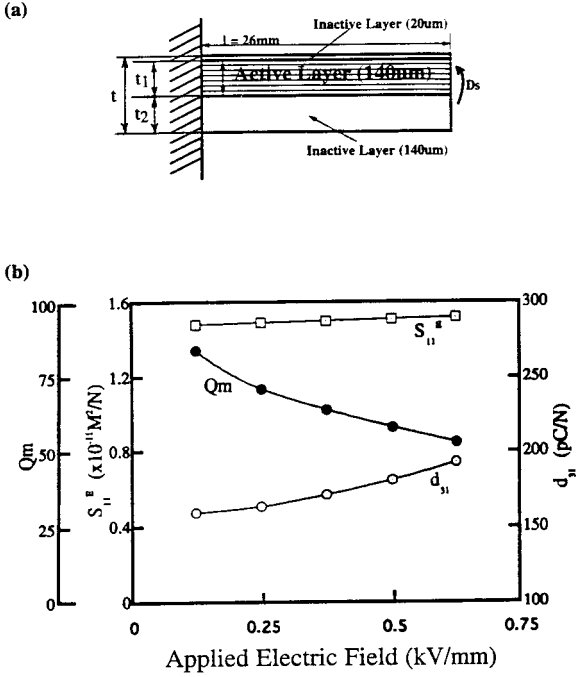 (a)
Inactive Layer (20um)
l = 26mm
Active Layer (140um)
t
t1
t2
Ds
Inactive Layer (140um)
(b)
100
75
50
25
0
Qm
1.6
1.2
0.8
0.4
0
S₁₁ᴱ (x10⁻¹¹M²/N)
300
250
200
150
100
d₃₁ (pC/N)
S₁₁ᴱ
Qm
d₃₁
0
0.25
0.50
0.75
Applied Electric Field (kV/mm)